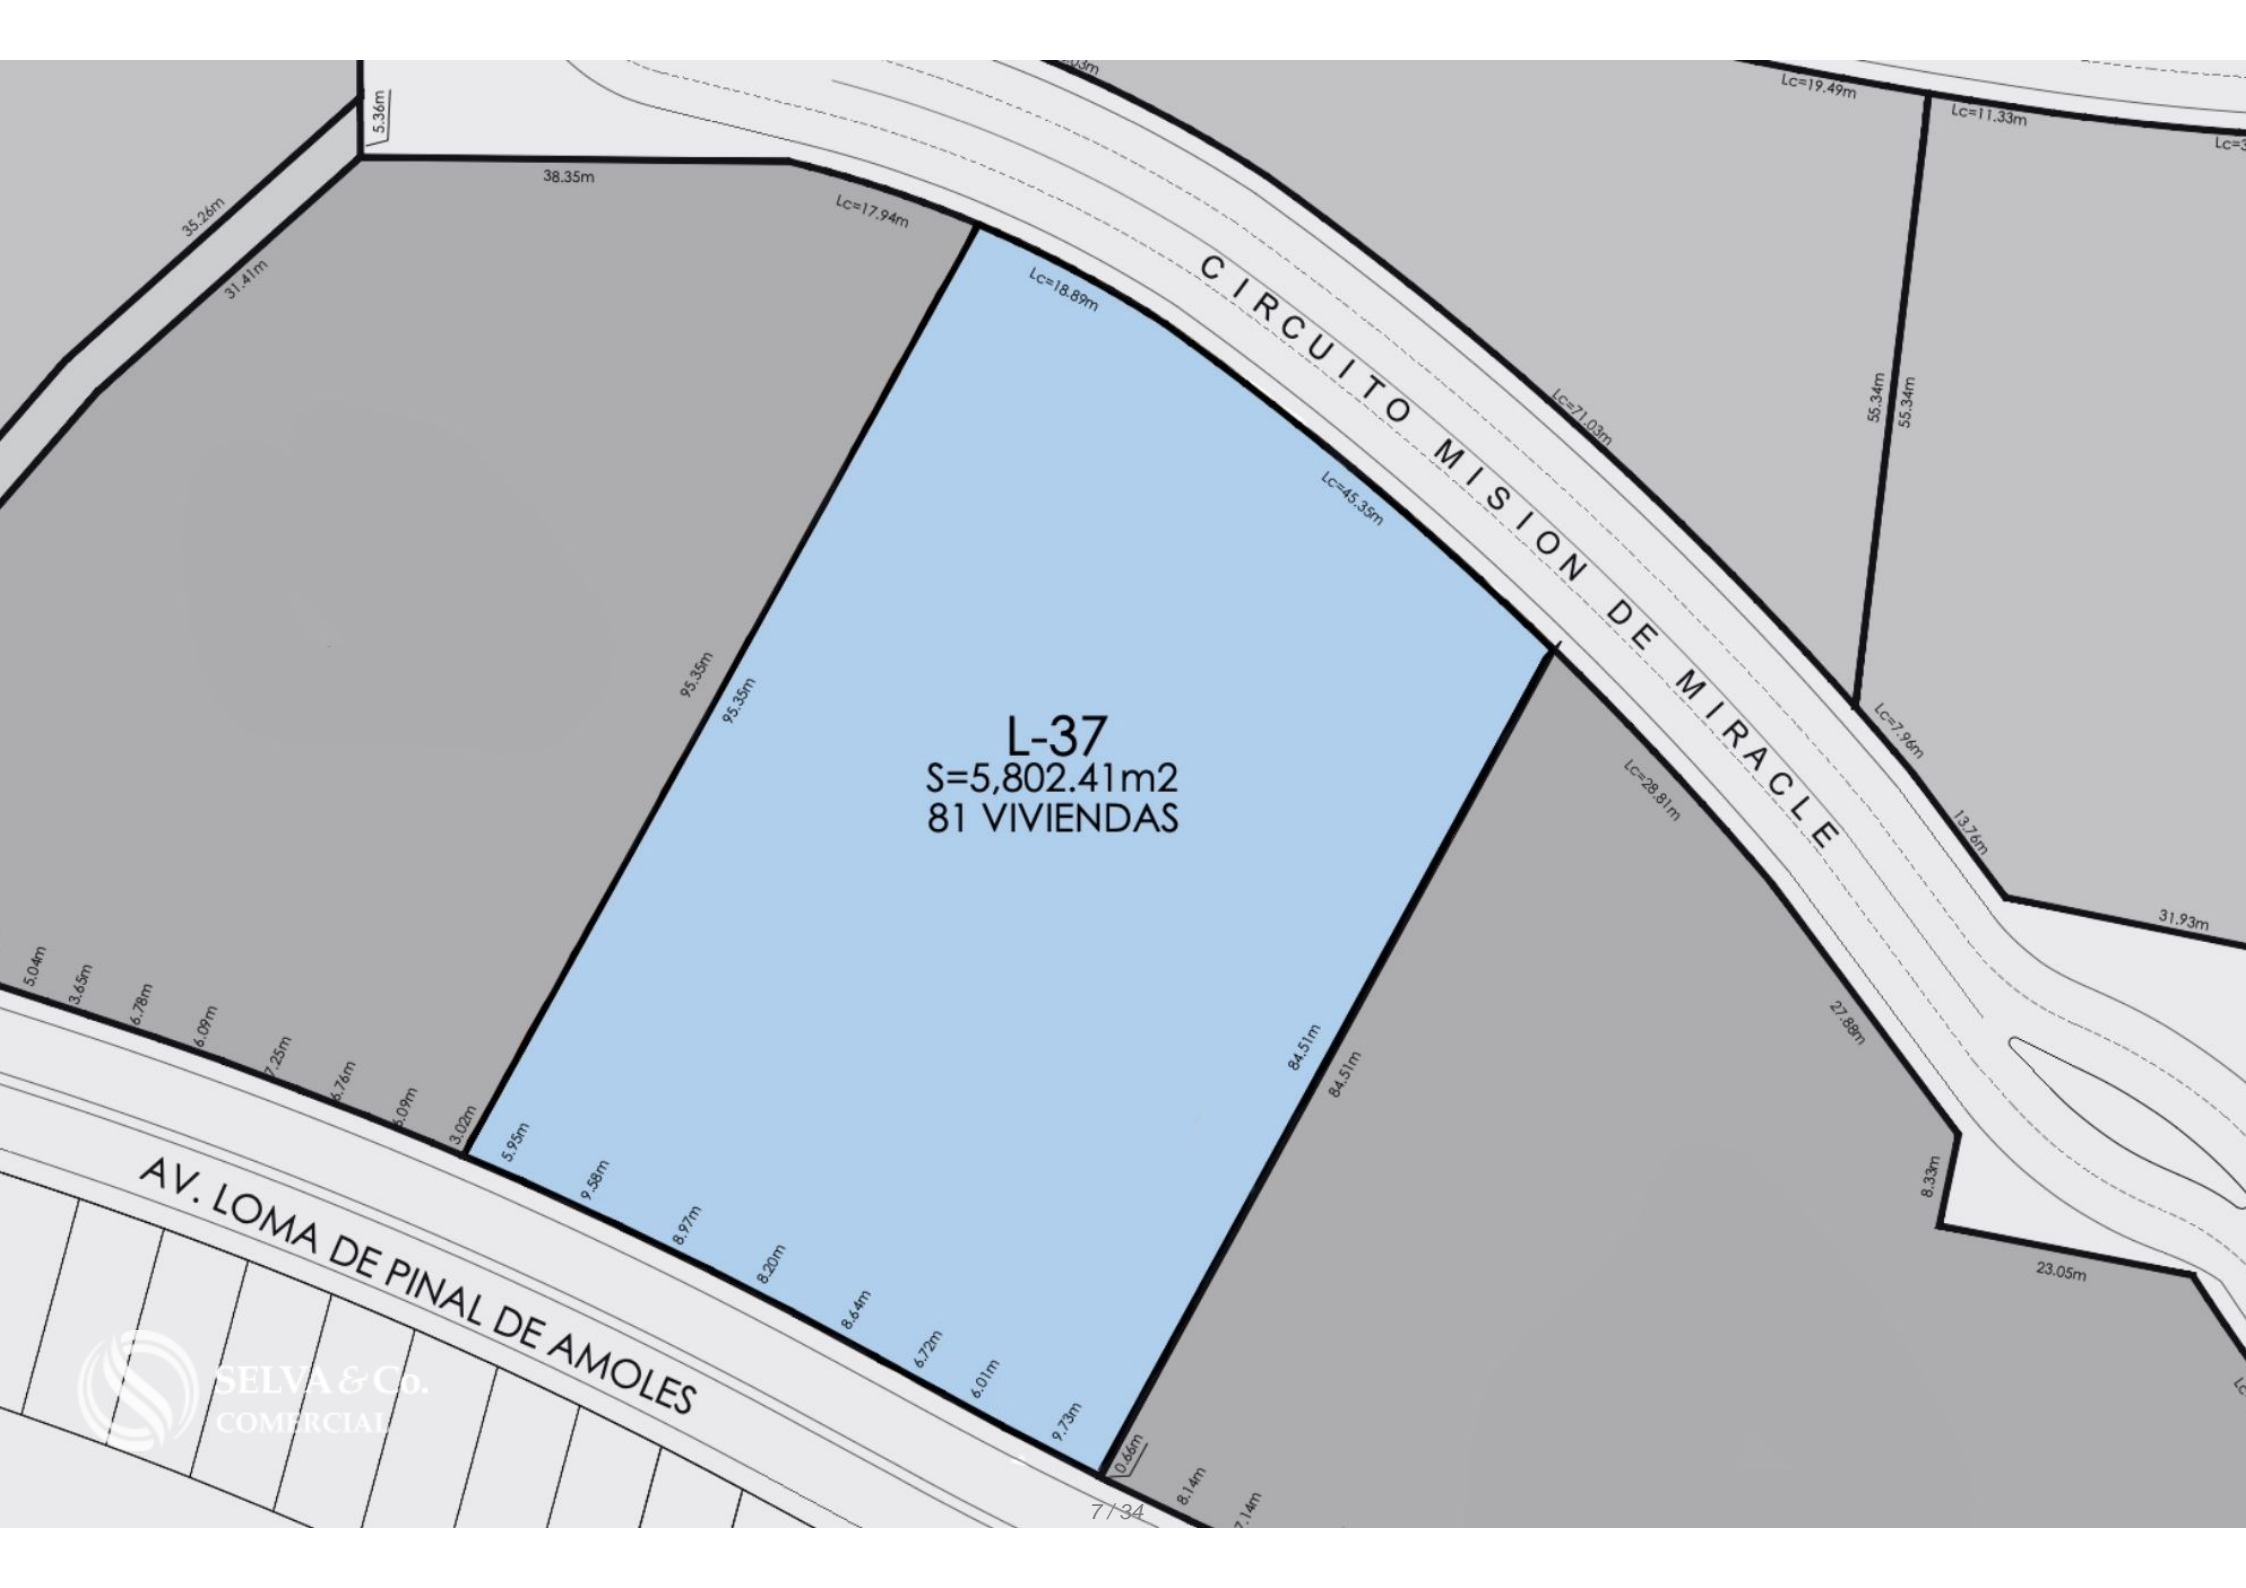 Lc=19.49m
Lc=11.33m
5.36m
38.35m
Lc=17.94m
35.26m
31.41m
Lc=18.89m
CIRCUITO MISION DE MIRACLE
Lc=71.03m
55.34m
55.34m
Lc=45.35m
95.35m
95.35m
L-37
S=5,802.41m2
81 VIVIENDAS
Lc=7.96m
Lc=28.81m
13.76m
31.93m
27.88m
84.51m
84.51m
8.33m
23.05m
5.04m
3.65m
6.78m
6.09m
7.25m
6.76m
6.09m
3.02m
5.95m
9.58m
8.97m
8.20m
8.64m
6.72m
6.01m
9.73m
0.66m
8.14m
7.14m
AV. LOMA DE PINAL DE AMOLES
SELVA & Co.
COMERCIAL
7 / 34